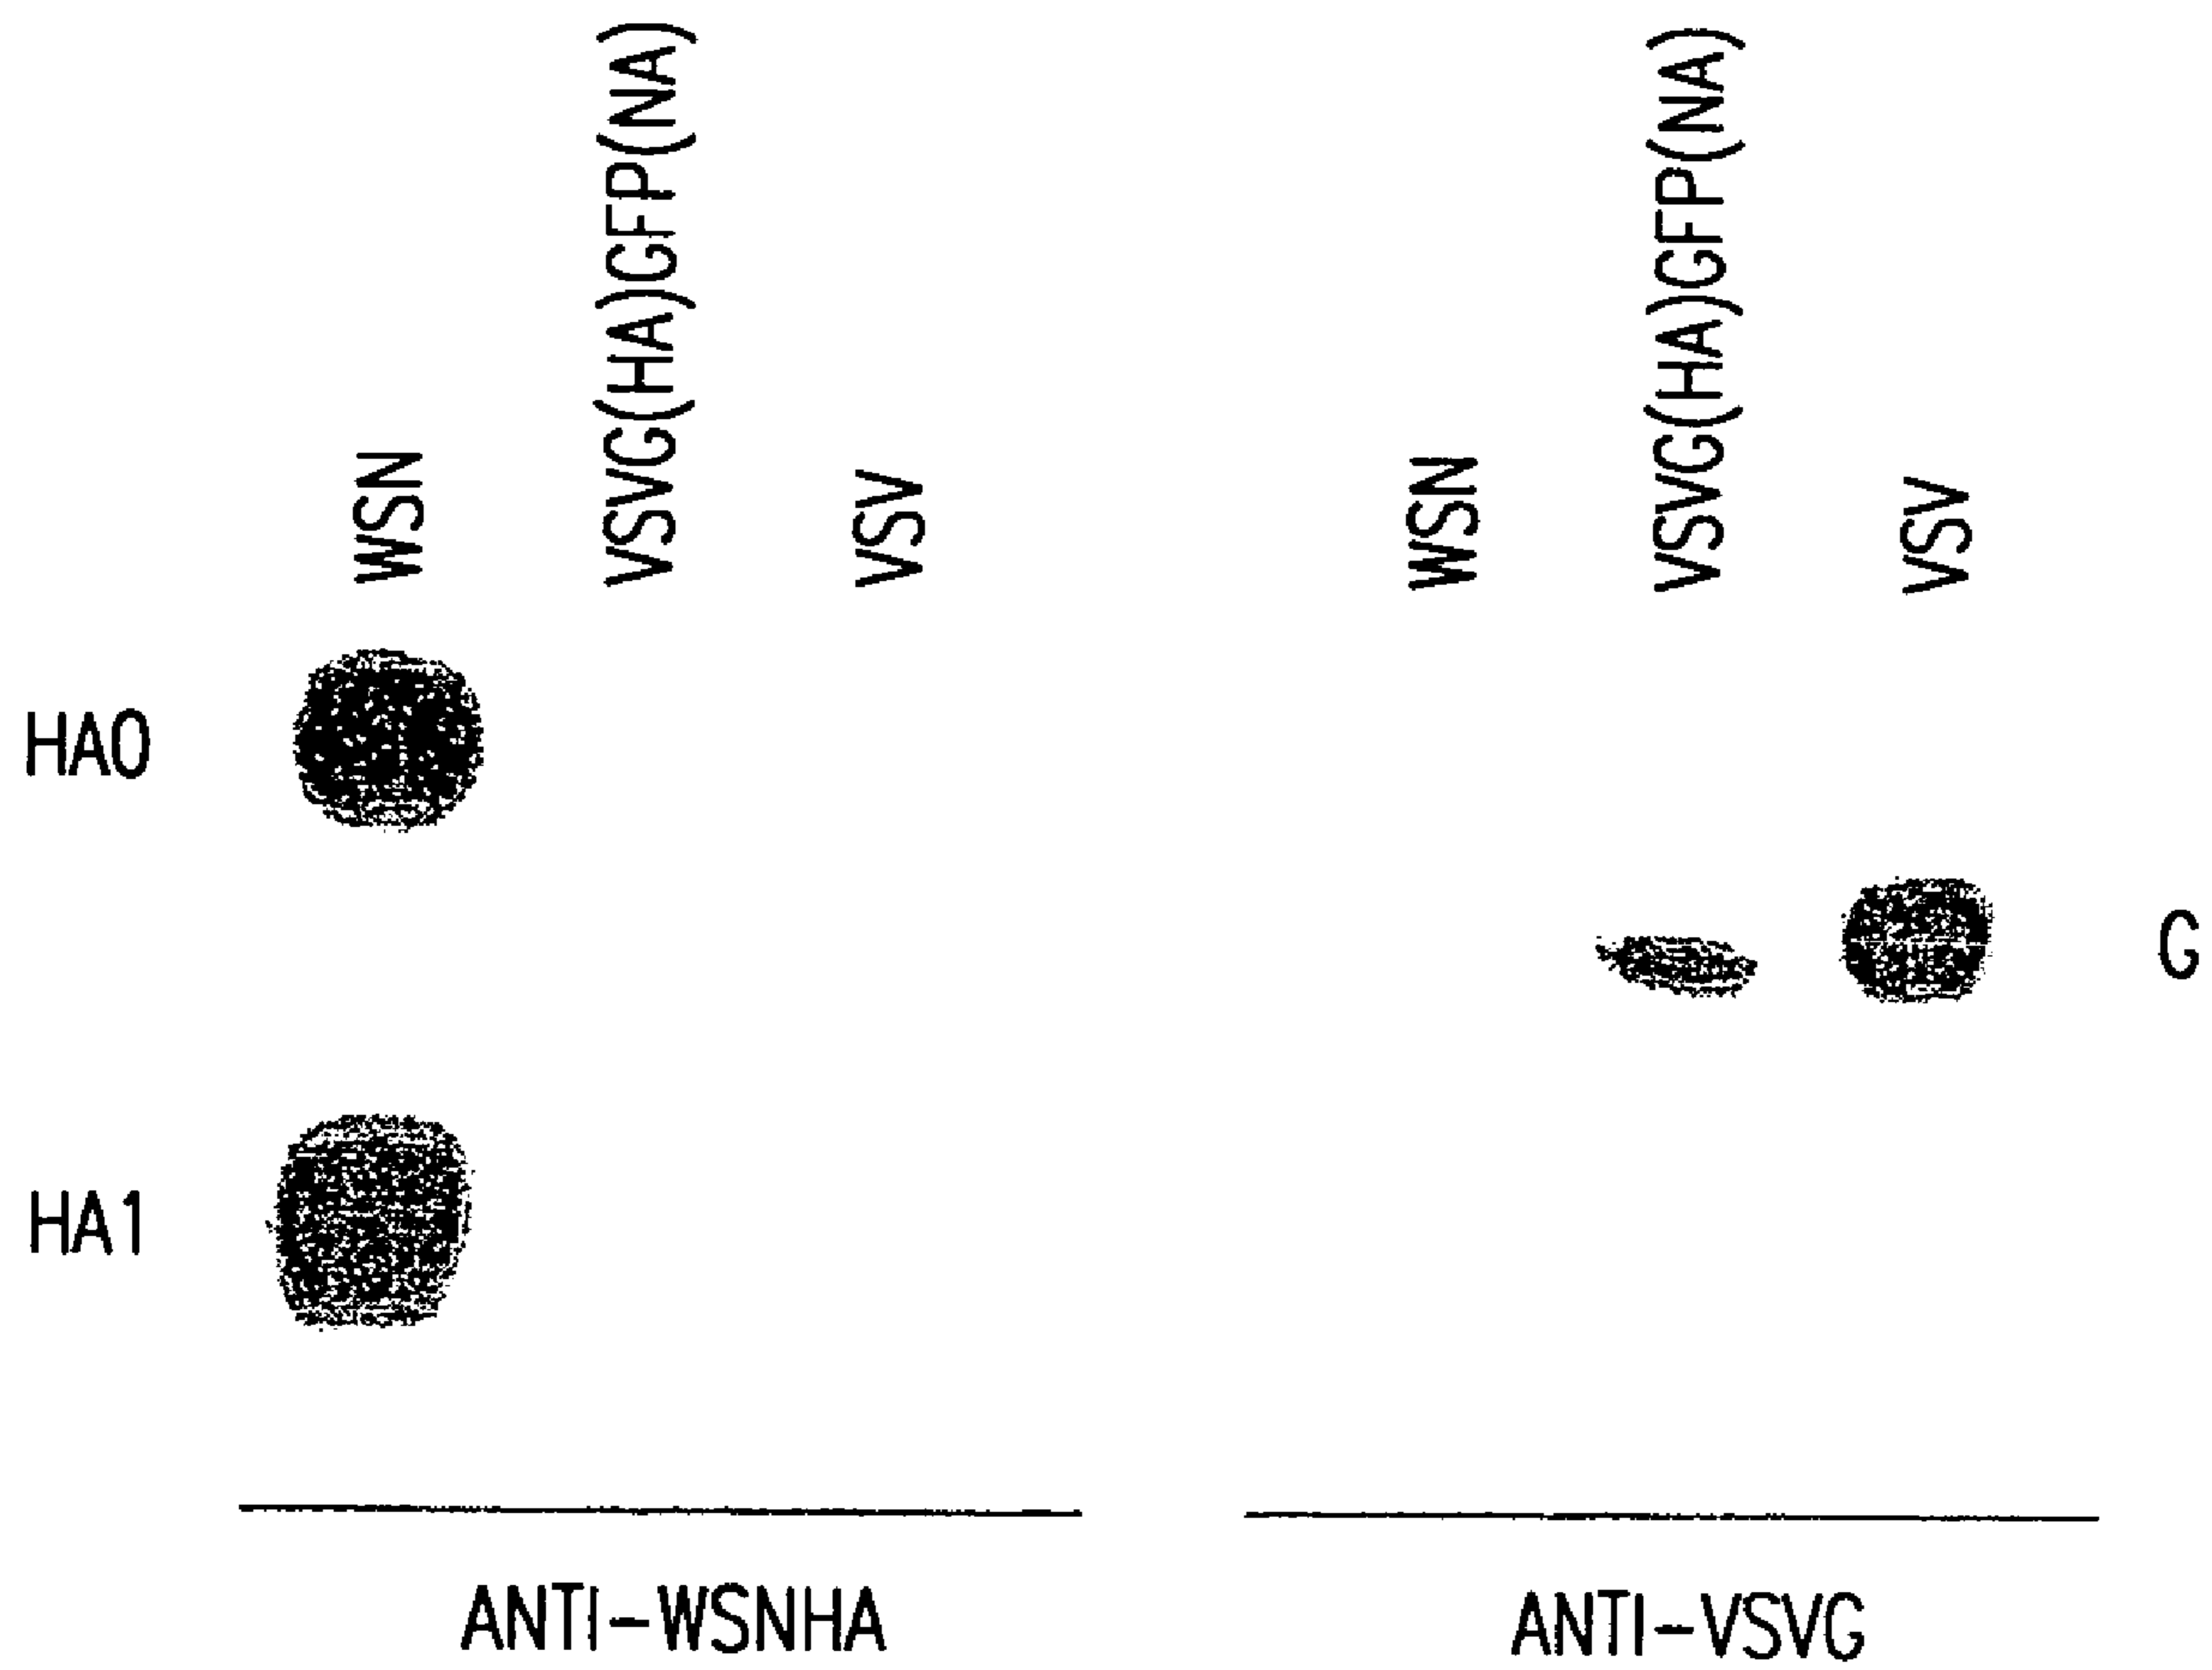 WSN
VSVG(HA)GFP(NA)
VSV
WSN
VSVG(HA)GFP(NA)
VSV
HA0
G
HA1
ANTI-WSNHA
ANTI-VSVG